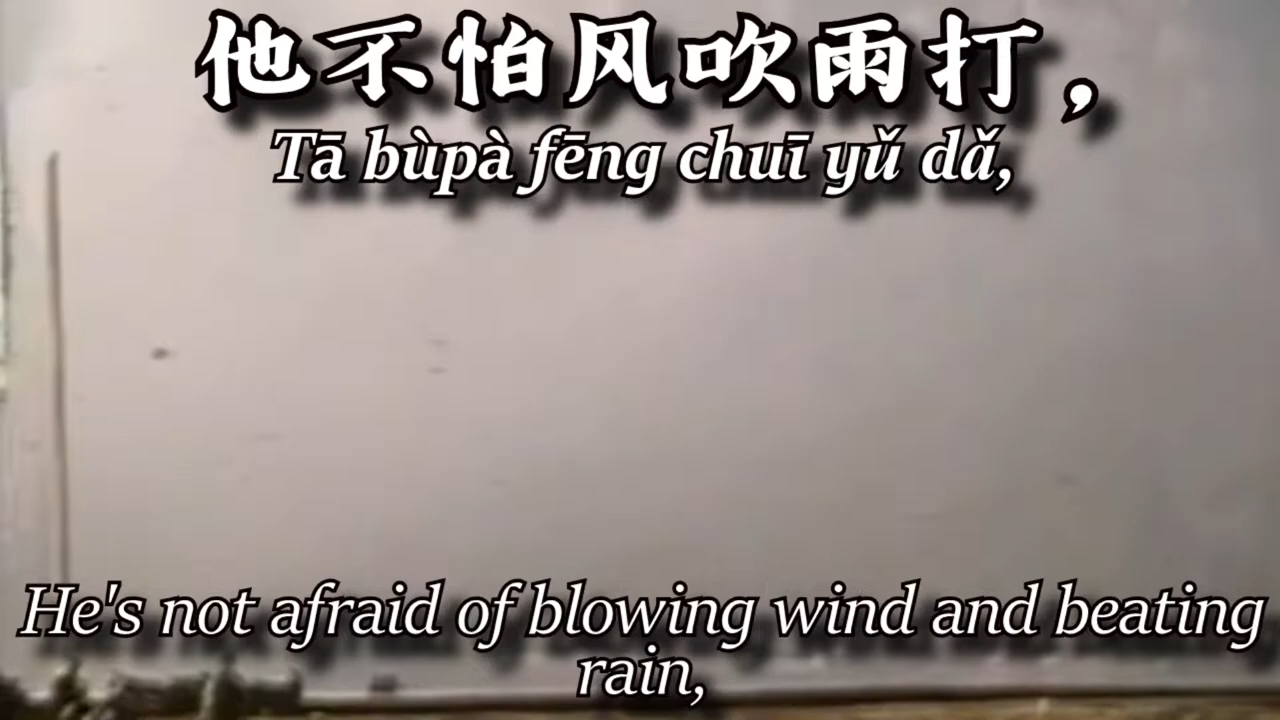 他不怕风吹雨打，
Tā bùpà fēng chuī yǔ dǎ,
He's not afraid of blowing wind and beating
rain,